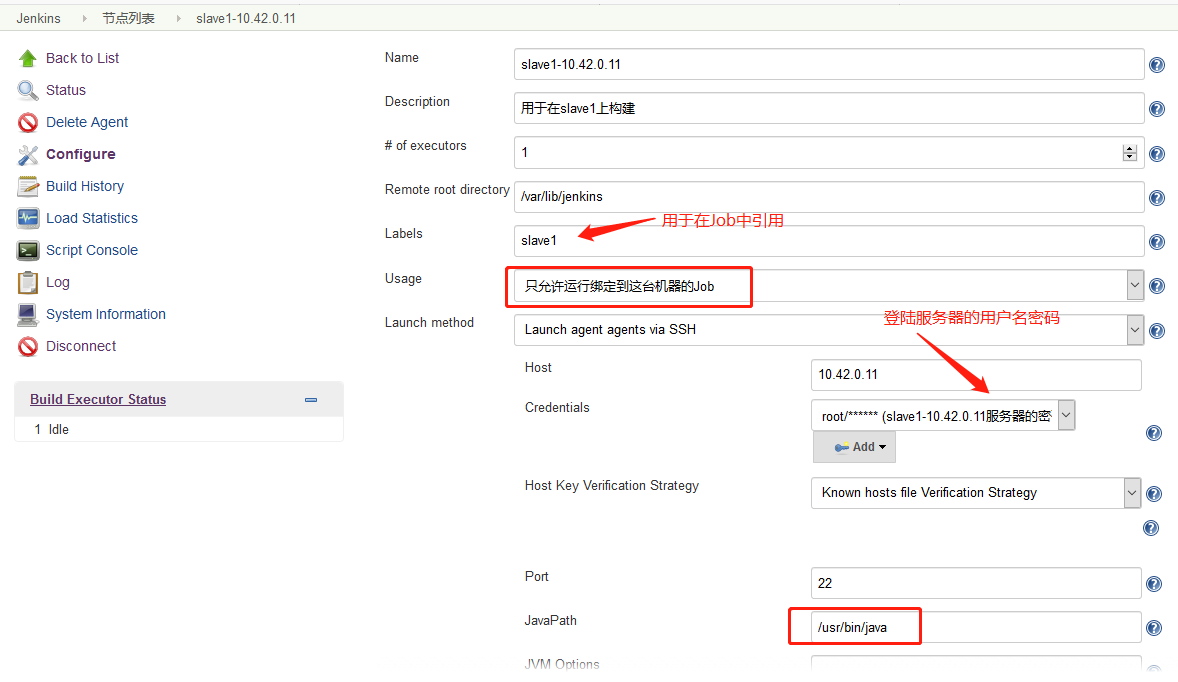 Jenkins 节点列表 slave1-10.42.0.11
Back to List
Status
Delete Agent
Configure
Build History
Load Statistics
Script Console
Log
System Information
Disconnect
Build Executor Status
1 Idle
Name slave1-10.42.0.11
Description 用于在slave1上构建
# of executors 1
Remote root directory /var/lib/jenkins
用于在Job中引用
Labels slave1
Usage 只允许运行绑定到这台机器的Job
登陆服务器的用户名密码
Launch method Launch agent agents via SSH
Host 10.42.0.11
Credentials root/****** (slave1-10.42.0.11服务器的密
Add
Host Key Verification Strategy Known hosts file Verification Strategy
Port 22
JavaPath /usr/bin/java
JVM Options